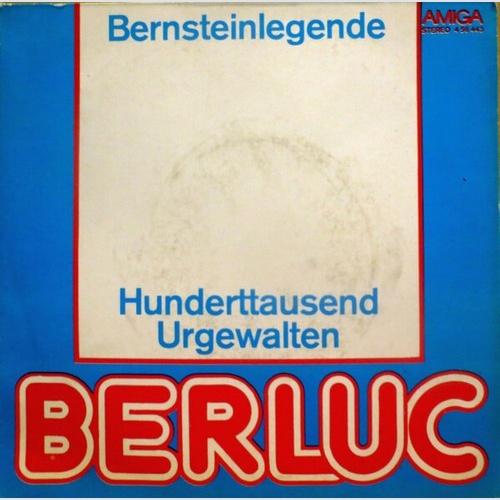 Bernsteinlegende
AMIGA
STEREO 4 56 443
Hunderttausend
Urgewalten
BERLUC